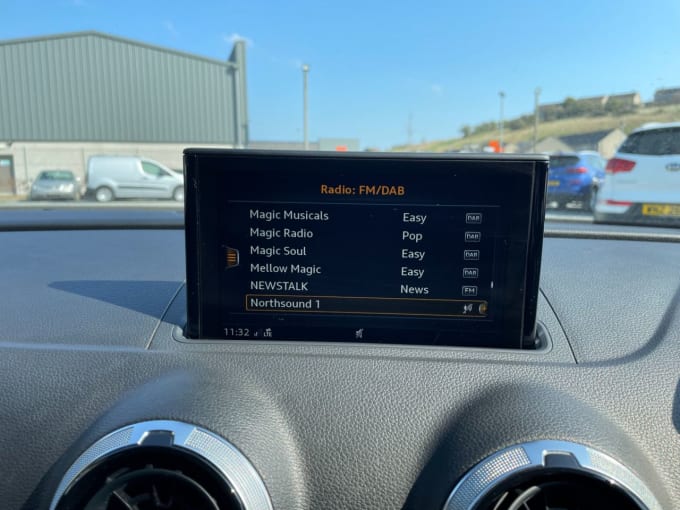 Radio: FM/DAB
Magic Musicals Easy DAB
Magic Radio Pop DAB
Magic Soul Easy DAB
Mellow Magic Easy DAB
NEWSTALK News FM
Northsound 1
11:32 LTE